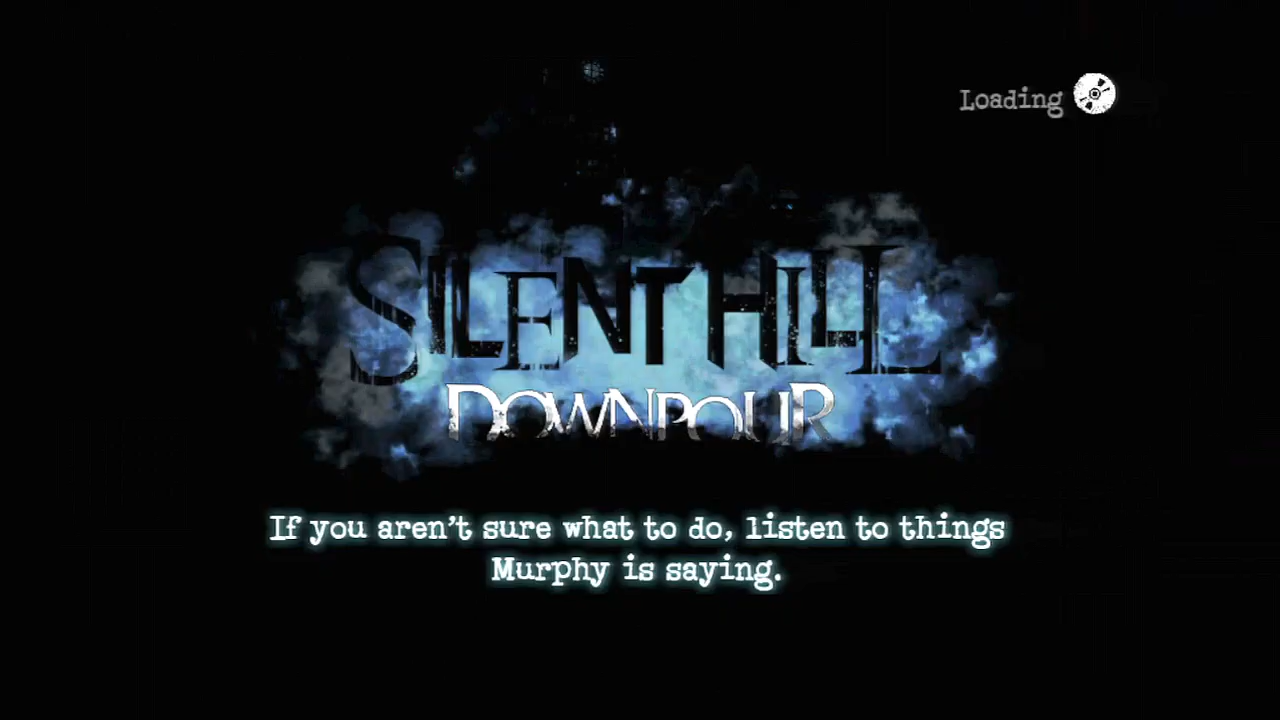 Loading
SILENT HILL
DOWNPOUR
If you aren't sure what to do, listen to things
Murphy is saying.